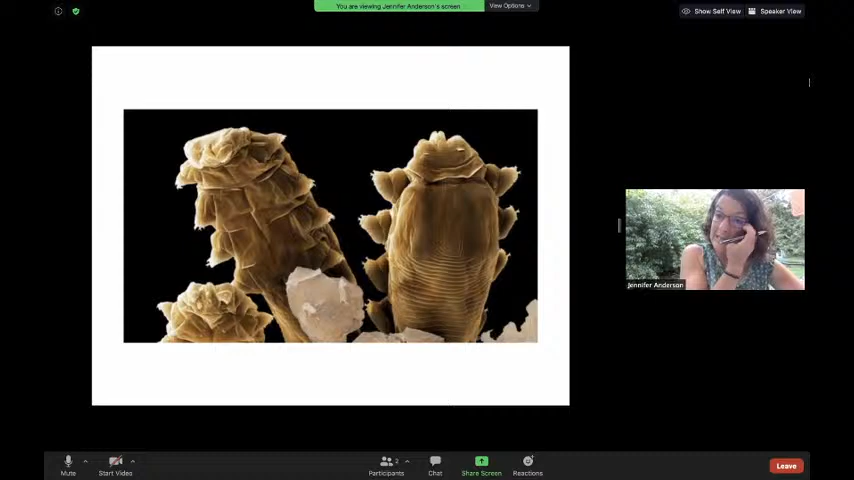 You are viewing Jennifer Anderson's screen
View Options
Show Self View
Speaker View
Jennifer Anderson
Mute
Start Video
Participants
2
Chat
Share Screen
Reactions
Leave